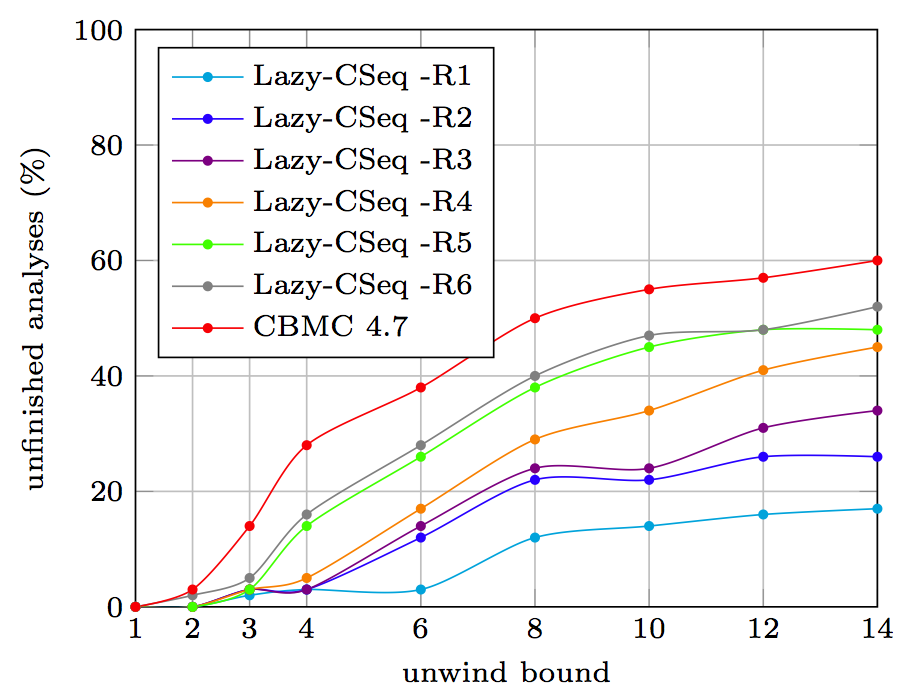 100
80
60
40
20
0
unfinished analyses (%)
Lazy-CSeq -R1
Lazy-CSeq -R2
Lazy-CSeq -R3
Lazy-CSeq -R4
Lazy-CSeq -R5
Lazy-CSeq -R6
CBMC 4.7
1 2 3 4 6 8 10 12 14
unwind bound